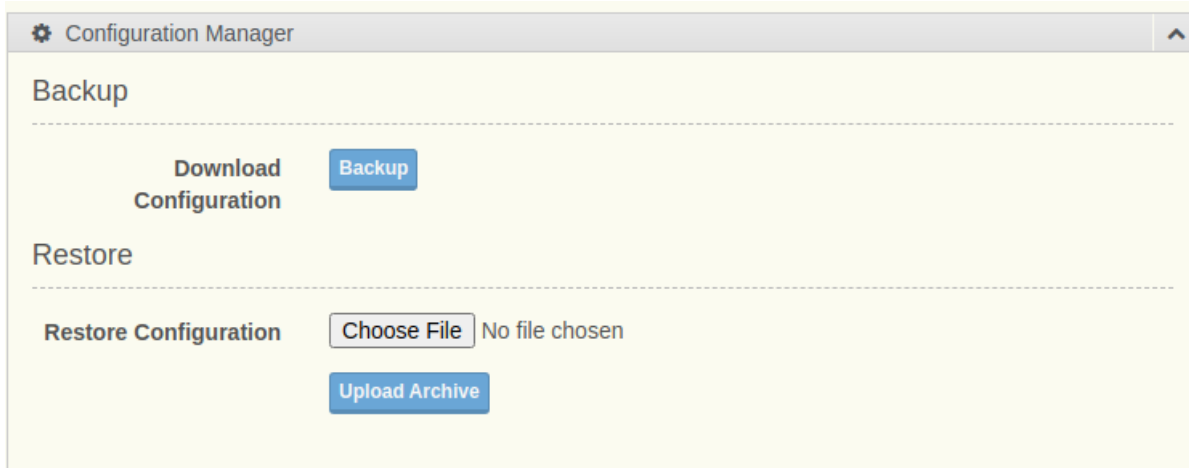 Configuration Manager
Backup
Download Backup
Configuration
Restore
Restore Configuration Choose File No file chosen
Upload Archive